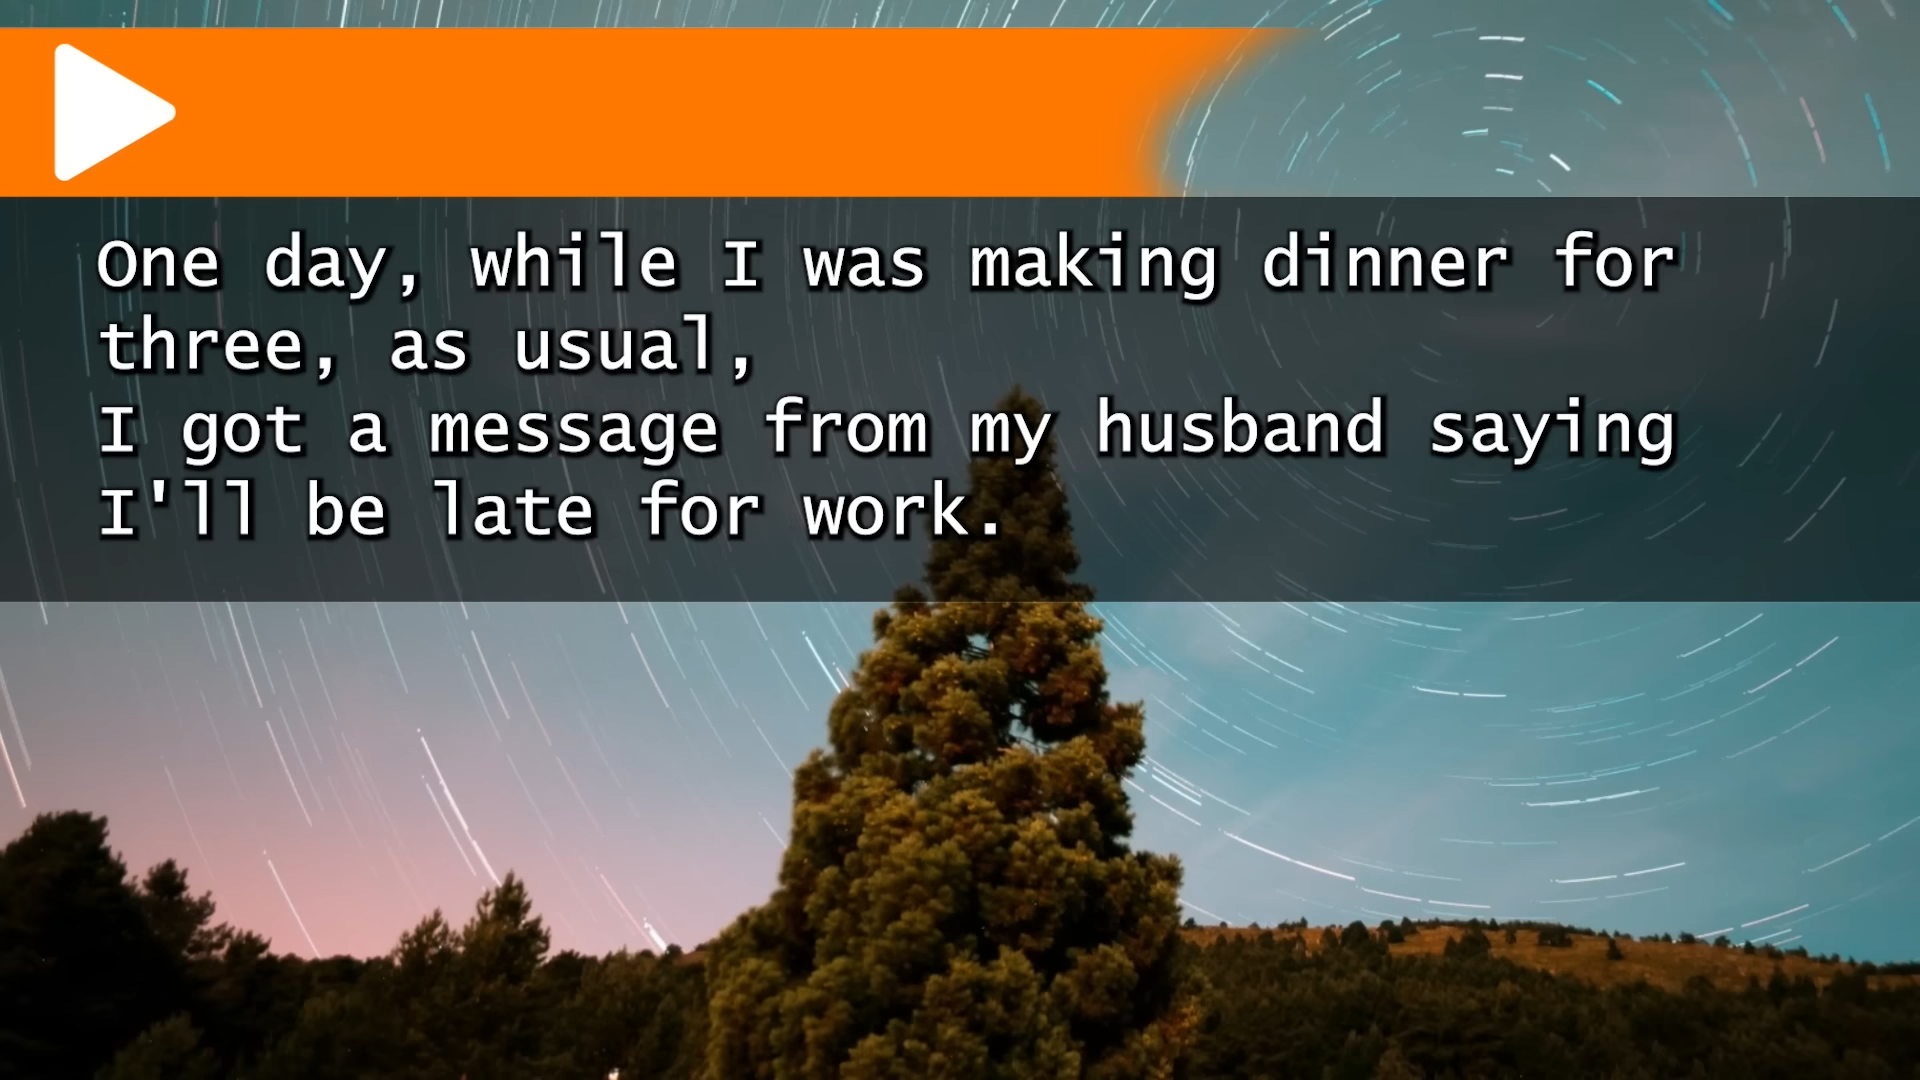 One day, while I was making dinner for
three, as usual,
I got a message from my husband saying
I'll be late for work.